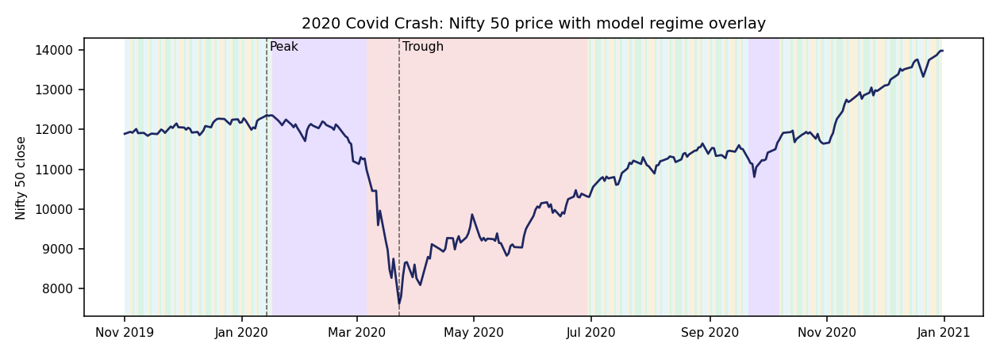 2020 Covid Crash: Nifty 50 price with model regime overlay
Peak
Trough
Nifty 50 close
14000
13000
12000
11000
10000
9000
8000
Nov 2019
Jan 2020
Mar 2020
May 2020
Jul 2020
Sep 2020
Nov 2020
Jan 2021